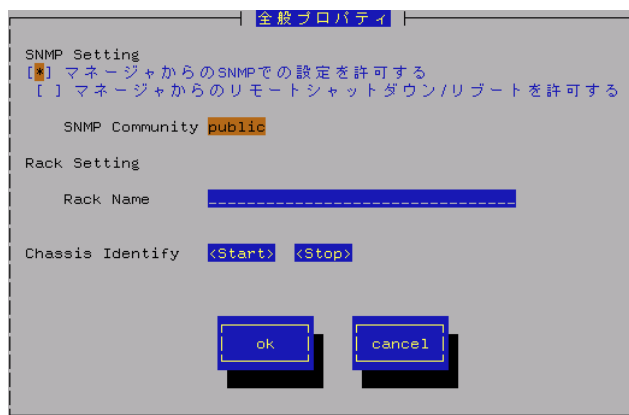 全般プロパティ
SNMP Setting
[*] マネージャからのSNMPでの設定を許可する
[ ] マネージャからのリモートシャットダウン/リブートを許可する
SNMP Community public
Rack Setting
Rack Name ________________________________
Chassis Identify <Start> <Stop>
ok cancel